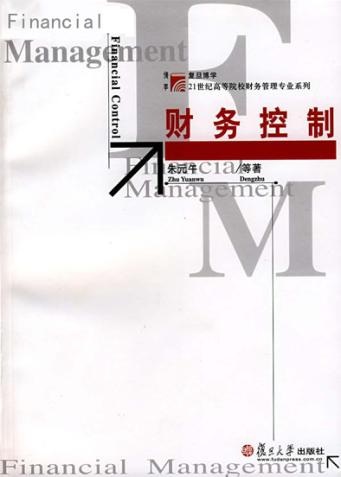 Financial
Management
Financial Control
F
M
复旦博学
21世纪高等院校财务管理专业系列
财务控制
朱元午 /等著
Zhu Yuanwu Dengzhu
Financial
Management
复旦大学出版社
www.fudanpress.com.cn
Financial Management